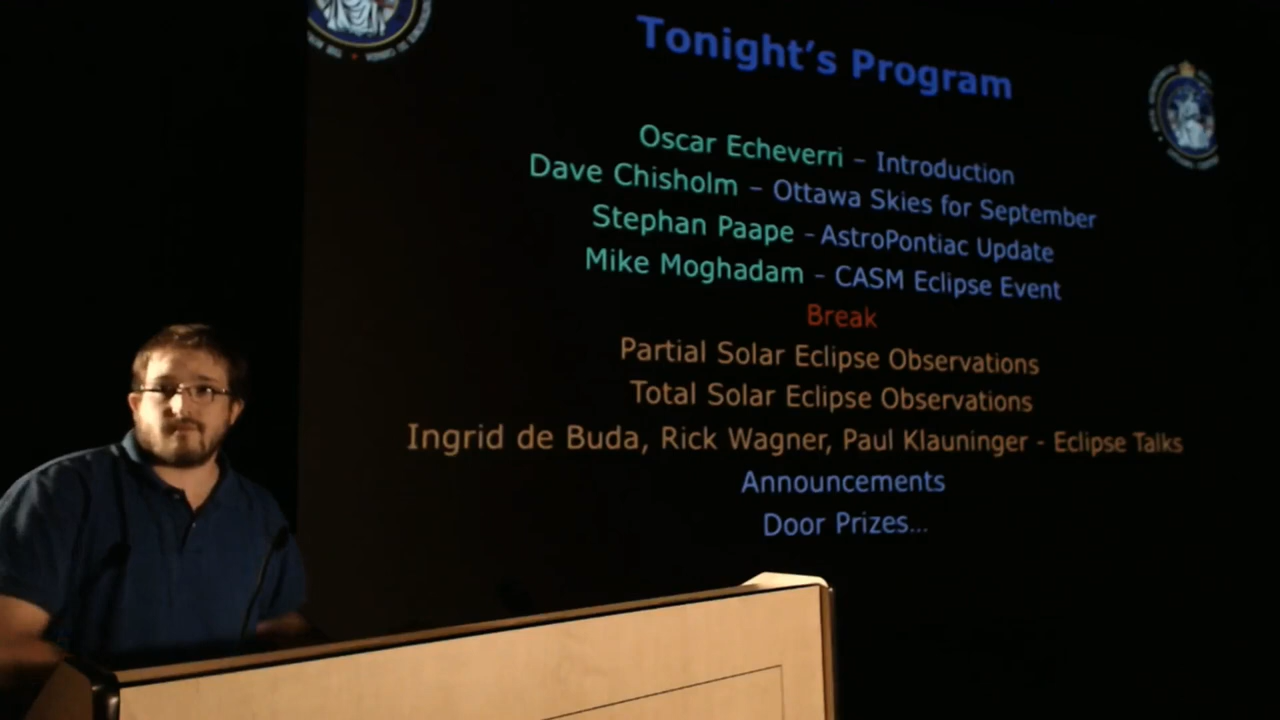 Tonight's Program
Oscar Echeverri – Introduction
Dave Chisholm – Ottawa Skies for September
Stephan Paape – AstroPontiac Update
Mike Moghadam – CASM Eclipse Event
Break
Partial Solar Eclipse Observations
Total Solar Eclipse Observations
Ingrid de Buda, Rick Wagner, Paul Klauninger - Eclipse Talks
Announcements
Door Prizes...